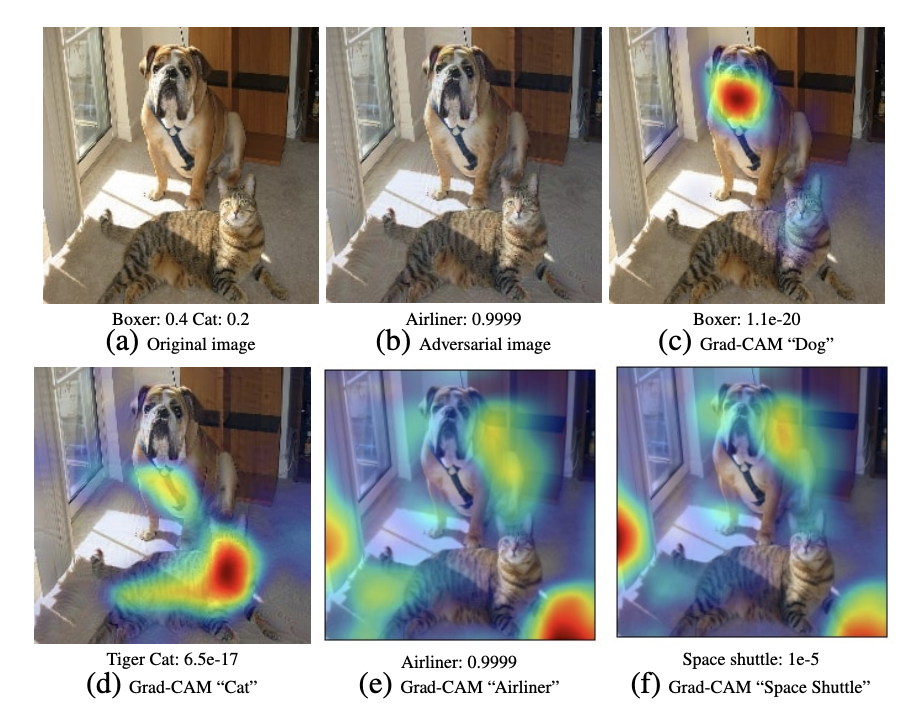 Boxer: 0.4 Cat: 0.2
(a) Original image
Airliner: 0.9999
(b) Adversarial image
Boxer: 1.1e-20
(c) Grad-CAM “Dog”
Tiger Cat: 6.5e-17
(d) Grad-CAM “Cat”
Airliner: 0.9999
(e) Grad-CAM “Airliner”
Space shuttle: 1e-5
(f) Grad-CAM “Space Shuttle”